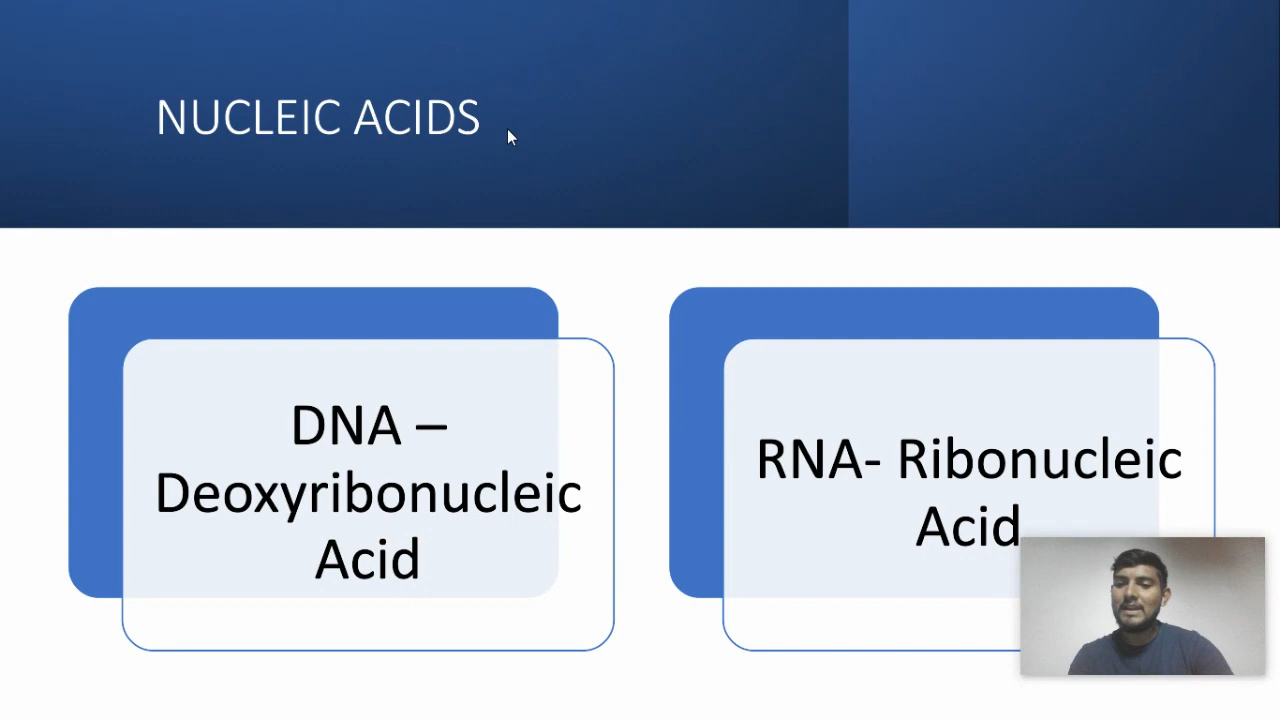 NUCLEIC ACIDS
DNA –
Deoxyribonucleic
Acid
RNA- Ribonucleic
Acid